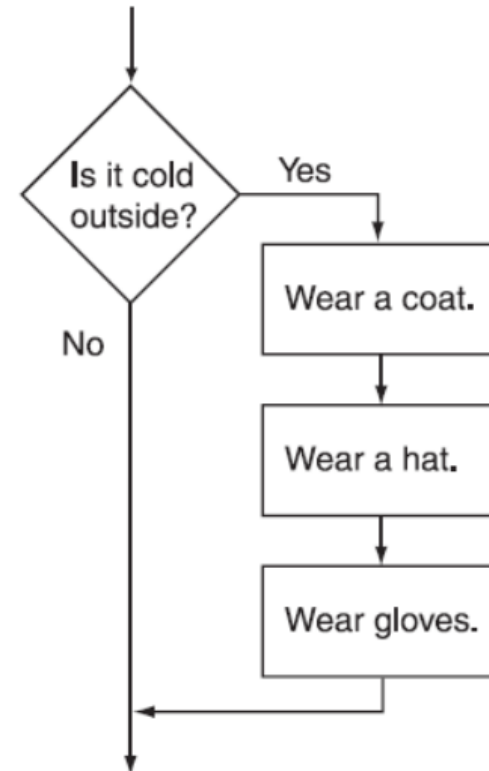 Is it cold
outside?
Yes
Wear a coat.
No
Wear a hat.
Wear gloves.